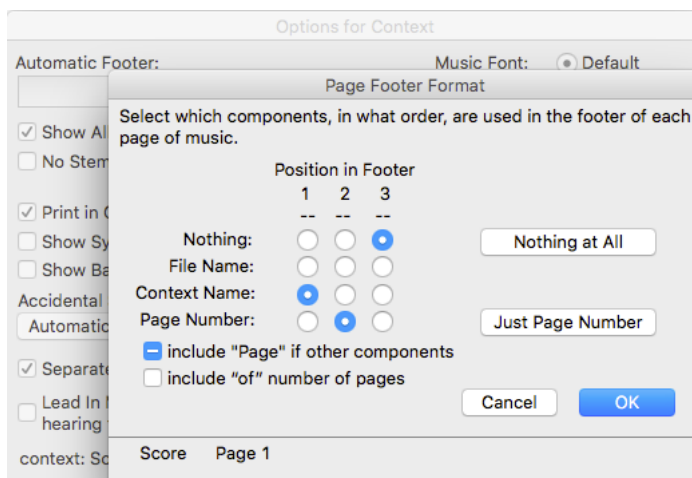 Options for Context
Automatic Footer:
Music Font: Default
Page Footer Format
Select which components, in what order, are used in the footer of each
page of music.
Show Al
No Stem
Position in Footer
1 2 3
-- -- --
Print in
Show Sy
Nothing:
Nothing at All
Show Ba
File Name:
Accidental
Context Name:
Automatic
Page Number:
Just Page Number
include "Page" if other components
Separate
include “of” number of pages
Lead In
hearing
Cancel
OK
context: Sc
Score Page 1